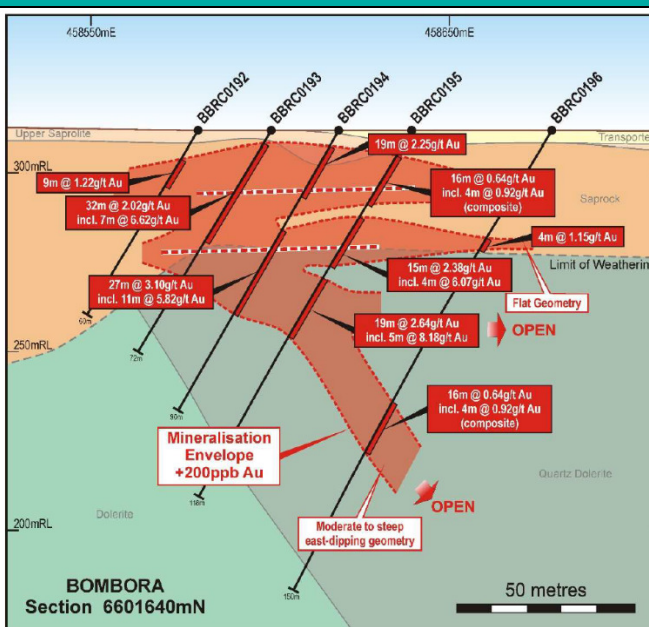 458550mE
458650mE
BBRC0192
BBRC0193
BBRC0194
BBRC0195
BBRC0196
Upper Saprolite
Transporte
300mRL
19m @ 2.25g/t Au
9m @ 1.22g/t Au
16m @ 0.64g/t Au
incl. 4m @ 0.92g/t Au
(composite)
Saprock
32m @ 2.02g/t Au
incl. 7m @ 6.62g/t Au
4m @ 1.15g/t Au
Limit of Weatherin
27m @ 3.10g/t Au
incl. 11m @ 5.82g/t Au
15m @ 2.38g/t Au
incl. 4m @ 6.07g/t Au
Flat Geometry
60m
19m @ 2.64g/t Au
incl. 5m @ 8.18g/t Au
OPEN
250mRL
72m
16m @ 0.64g/t Au
incl. 4m @ 0.92g/t Au
(composite)
Mineralisation
Envelope
+200ppb Au
Quartz Dolerite
OPEN
Dolerite
200mRL
Moderate to steep
east-dipping geometry
150m
BOMBORA
Section 6601640mN
50 metres